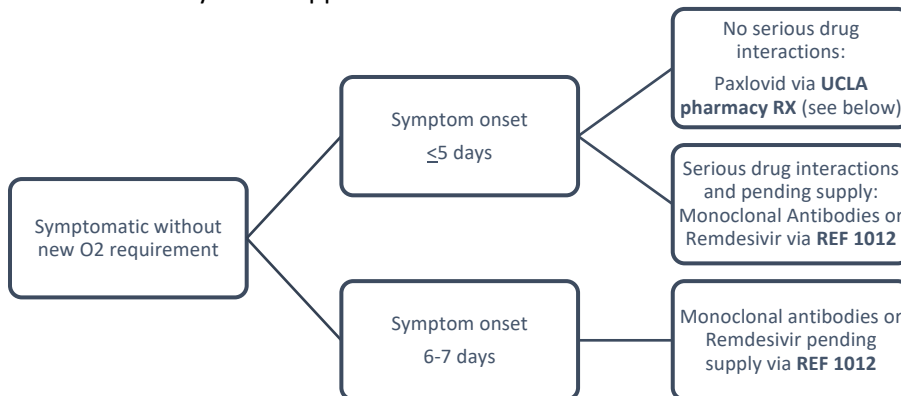 No serious drug
interactions:
Paxlovid via UCLA
pharmacy RX (see below)
Symptom onset
≤5 days
Serious drug interactions
and pending supply:
Monoclonal Antibodies or
Remdesivir via REF 1012
Symptomatic without
new O2 requirement
Symptom onset
6-7 days
Monoclonal antibodies or
Remdesivir pending
supply via REF 1012